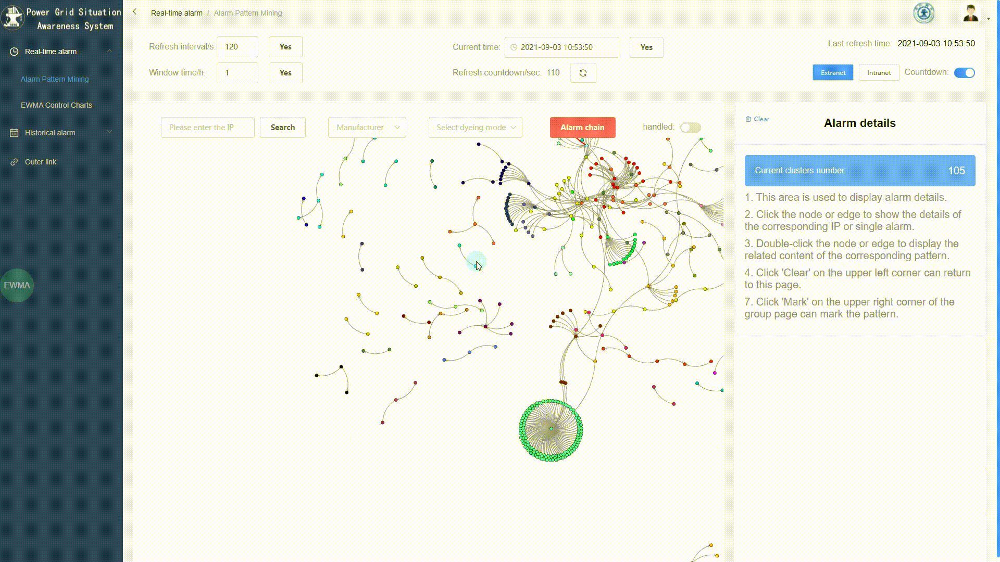 Power Grid Situation
Awareness System
1896
Real-time alarm
Alarm Pattern Mining
EWMA Control Charts
Historical alarm
Outer link
EWMA
Real-time alarm / Alarm Pattern Mining
Refresh interval/s: 120 Yes
Current time: 2021-09-03 10:53:50 Yes
Last refresh time: 2021-09-03 10:53:50
Window time/h: 1 Yes
Refresh countdown/sec: 110
Extranet Intranet Countdown:
Please enter the IP Search Manufacturer Select dyeing mode Alarm chain handled:
Clear
Alarm details
Current clusters number: 105
1. This area is used to display alarm details.
2. Click the node or edge to show the details of
the corresponding IP or single alarm.
3. Double-click the node or edge to display the
related content of the corresponding pattern.
4. Click 'Clear' on the upper left corner can return
to this page.
7. Click 'Mark' on the upper right corner of the
group page can mark the pattern.